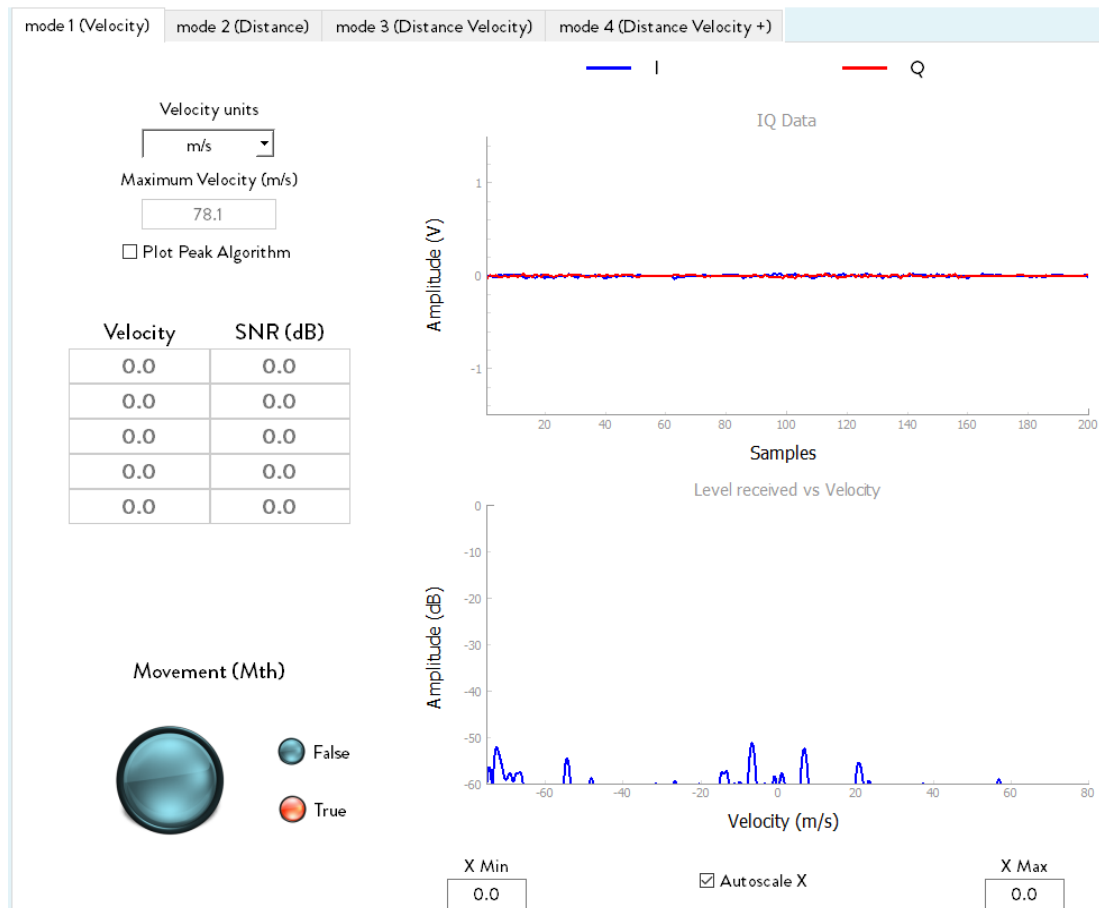 mode 1 (Velocity) mode 2 (Distance) mode 3 (Distance Velocity) mode 4 (Distance Velocity +)
I Q
Velocity units
m/s
Maximum Velocity (m/s)
78.1
Plot Peak Algorithm
Velocity SNR (dB)
0.0 0.0
0.0 0.0
0.0 0.0
0.0 0.0
0.0 0.0
Movement (Mth)
False
True
IQ Data
Amplitude (V)
1
0
-1
20 40 60 80 100 120 140 160 180 200
Samples
Level received vs Velocity
Amplitude (dB)
0
-10
-20
-30
-40
-50
-60
-60 -40 -20 0 20 40 60 80
Velocity (m/s)
X Min
0.0
Autoscale X
X Max
0.0